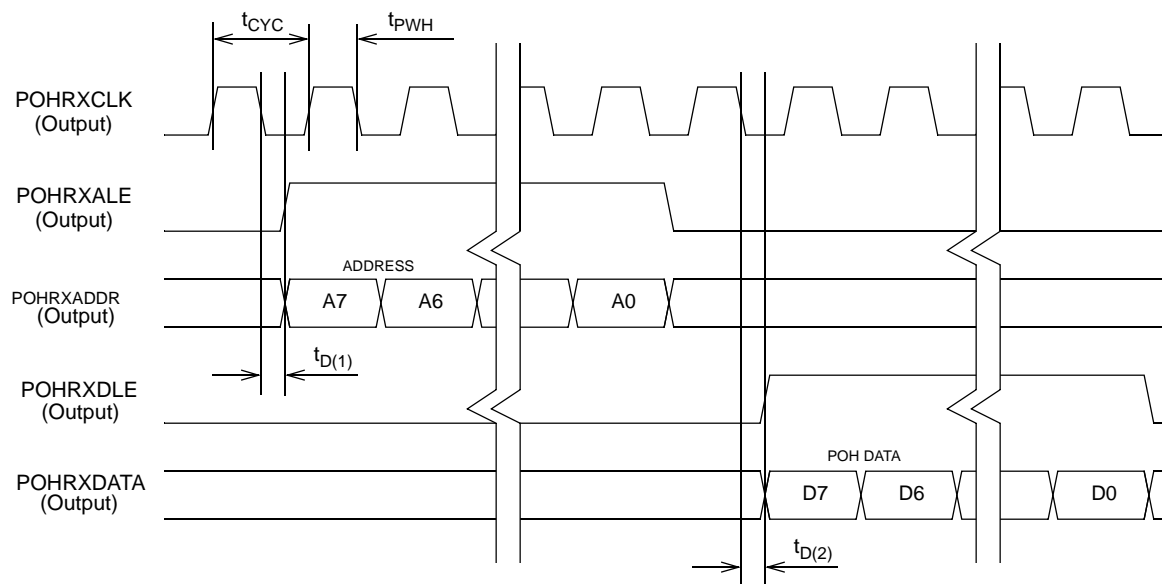 tCYC
tPWH
POHRXCLK
(Output)
POHRXALE
(Output)
ADDRESS
POHRXADDR
(Output)
A7
A6
A0
tD(1)
POHRXDLE
(Output)
POH DATA
POHRXDATA
(Output)
D7
D6
D0
tD(2)